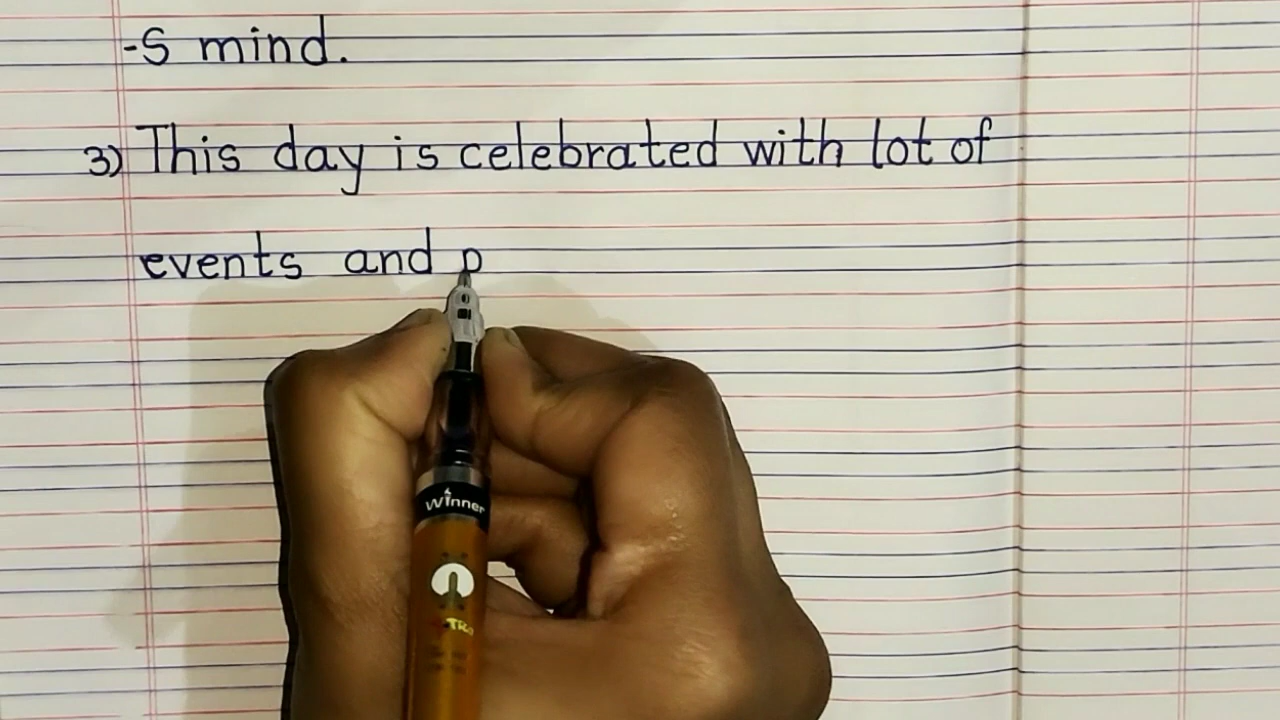 -s mind.
3) This day is celebrated with lot of
events and p
Winner